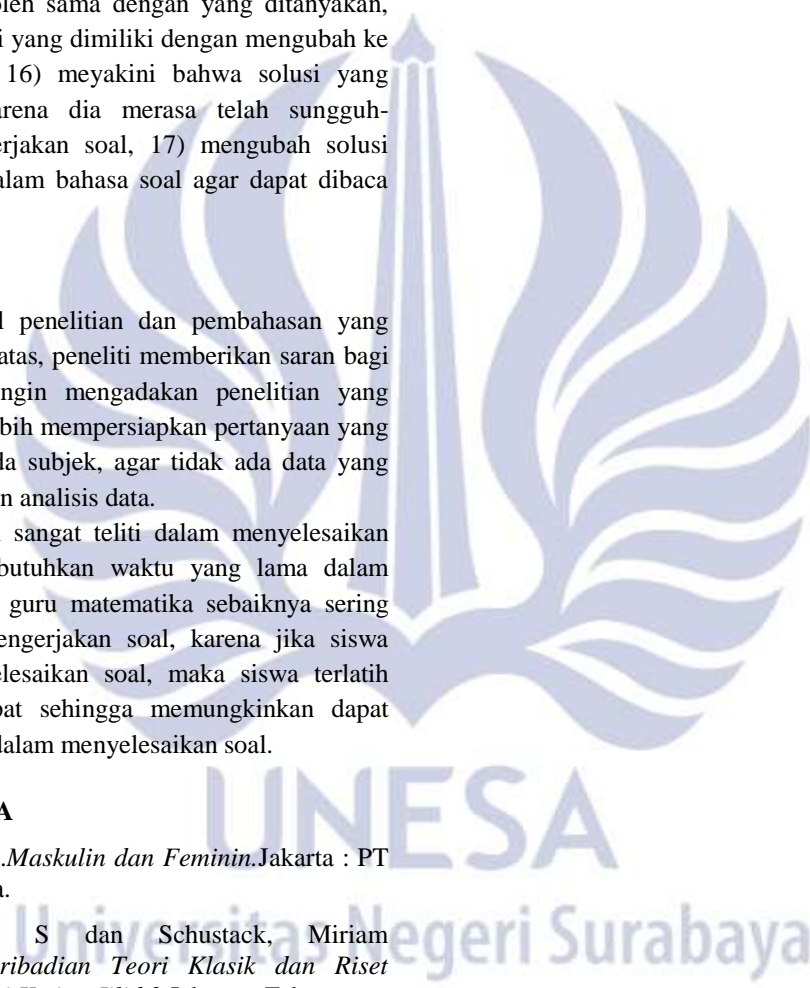 oleh sama dengan yang ditanyakan,
i yang dimiliki dengan mengubah ke
16) meyakini bahwa solusi yang
arena dia merasa telah sungguh-
erjakan soal, 17) mengubah solusi
alam bahasa soal agar dapat dibaca
l penelitian dan pembahasan yang
atas, peneliti memberikan saran bagi
ngin mengadakan penelitian yang
bih mempersiapkan pertanyaan yang
da subjek, agar tidak ada data yang
n analisis data.
sangat teliti dalam menyelesaikan
butuhkan waktu yang lama dalam
guru matematika sebaiknya sering
engerjakan soal, karena jika siswa
elesaikan soal, maka siswa terlatih
pat sehingga memungkinkan dapat
dalam menyelesaikan soal.
A
.Maskulin dan Feminin.Jakarta : PT
a.
S dan Schustack, Miriam
ribadian Teori Klasik dan Riset
UNESA
Universitas Negeri Surabaya